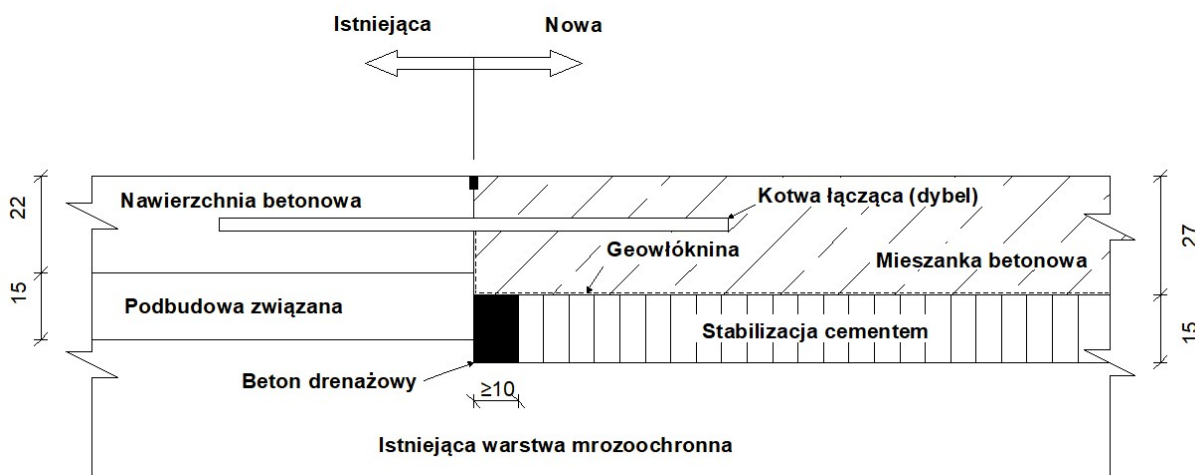 Istniejąca
Nowa
Nawierzchnia betonowa
Kotwa łącząca (dybel)
Geowłóknina
Mieszanka betonowa
22
27
Podbudowa związana
Stabilizacja cementem
15
15
Beton drenażowy
≥10
Istniejąca warstwa mrozoochronna